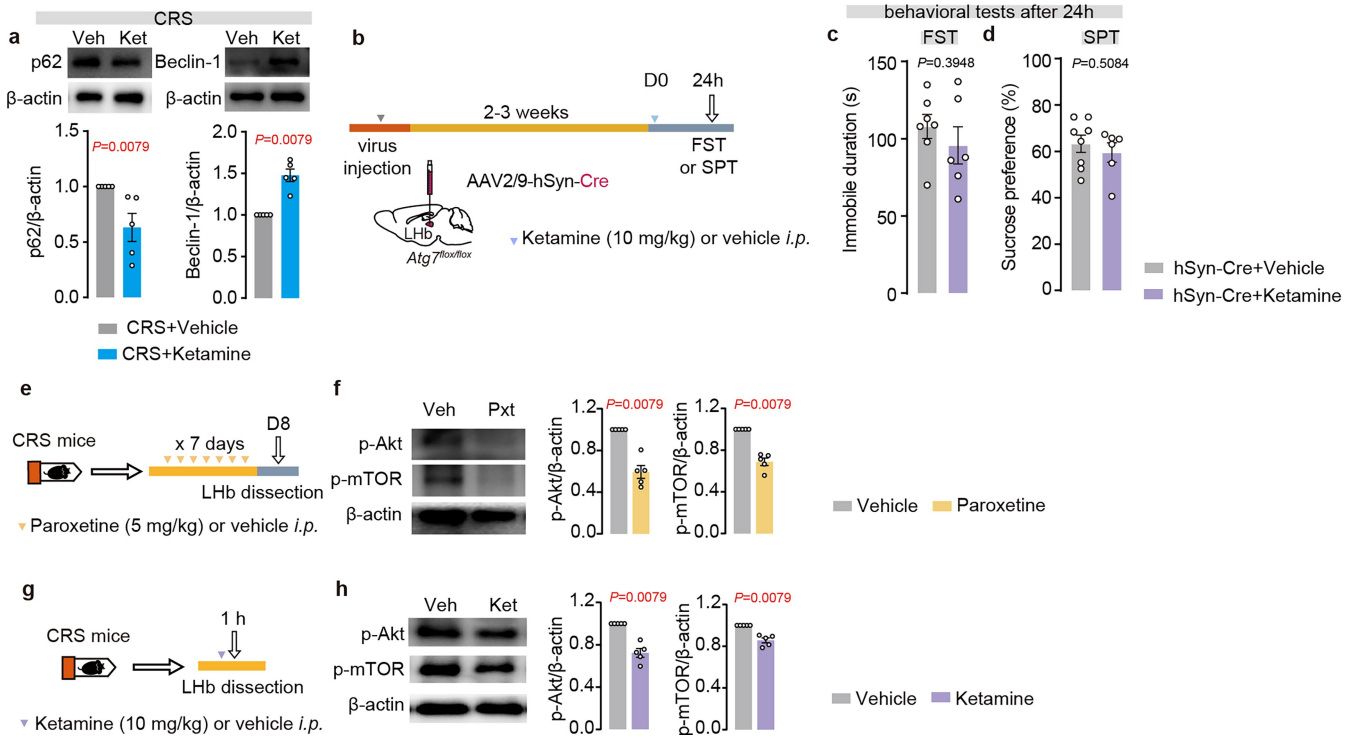 CRS
behavioral tests after 24h
a
Veh Ket
Veh Ket
p62
Beclin-1
β-actin
β-actin
P=0.0079
p62/β-actin
1.5
1.0
0.5
0.0
P=0.0079
Beclin-1/β-actin
2.0
1.5
1.0
0.5
0.0
CRS+Vehicle
CRS+Ketamine
b
D0
24h
2-3 weeks
virus
injection
FST
or SPT
AAV2/9-hSyn-Cre
LHb
Atg7flox/flox
Ketamine (10 mg/kg) or vehicle i.p.
c
FST
P=0.3948
Immobile duration (s)
150
100
50
0
d
SPT
P=0.5084
Sucrose preference (%)
100
80
60
40
20
0
hSyn-Cre+Vehicle
hSyn-Cre+Ketamine
e
CRS mice
x 7 days
D8
LHb dissection
Paroxetine (5 mg/kg) or vehicle i.p.
f
Veh Pxt
p-Akt
p-mTOR
β-actin
P=0.0079
p-Akt/β-actin
1.2
0.8
0.4
0.0
P=0.0079
p-mTOR/β-actin
1.2
0.8
0.4
0.0
Vehicle Paroxetine
g
CRS mice
1 h
LHb dissection
Ketamine (10 mg/kg) or vehicle i.p.
h
Veh Ket
p-Akt
p-mTOR
β-actin
P=0.0079
p-Akt/β-actin
1.2
0.8
0.4
0.0
P=0.0079
p-mTOR/β-actin
1.2
0.8
0.4
0.0
Vehicle Ketamine